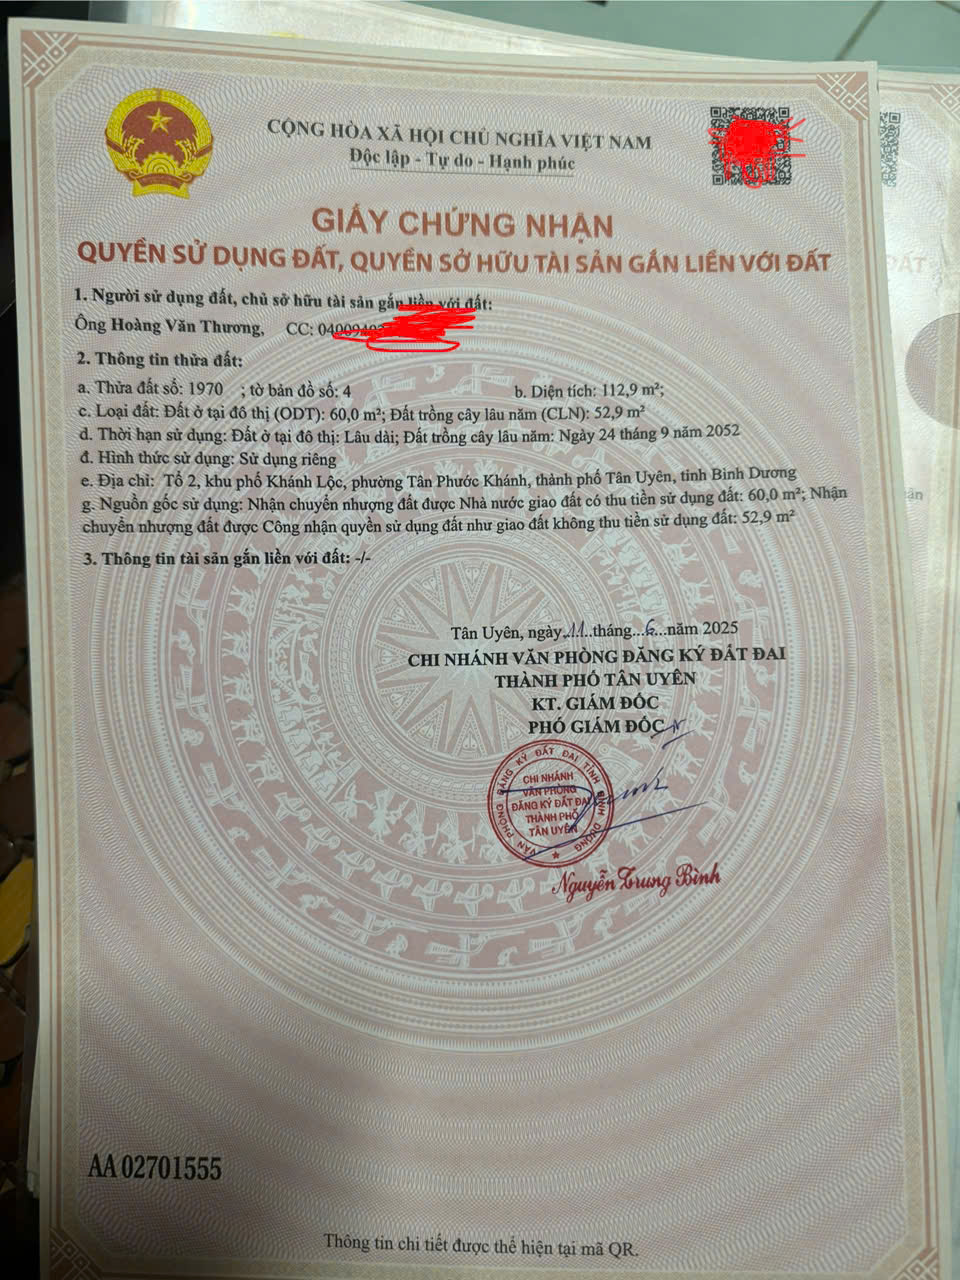 CỘNG HÒA XÃ HỘI CHỦ NGHĨA VIỆT NAM
Độc lập - Tự do - Hạnh phúc
GIẤY CHỨNG NHẬN
QUYỀN SỬ DỤNG ĐẤT, QUYỀN SỞ HỮU TÀI SẢN GẮN LIỀN VỚI ĐẤT
1. Người sử dụng đất, chủ sở hữu tài sản gắn liền với đất:
Ông Hoàng Văn Thương, CC:
2. Thông tin thửa đất:
a. Thửa đất số: 1970 ; tờ bản đồ số: 4 b. Diện tích: 112,9 m²;
c. Loại đất: Đất ở tại đô thị (ODT): 60,0 m²; Đất trồng cây lâu năm (CLN): 52,9 m²
d. Thời hạn sử dụng: Đất ở tại đô thị: Lâu dài; Đất trồng cây lâu năm: Ngày 24 tháng 9 năm 2052
đ. Hình thức sử dụng: Sử dụng riêng
e. Địa chỉ: Tổ 2, khu phố Khánh Lộc, phường Tân Phước Khánh, thành phố Tân Uyên, tỉnh Bình Dương
g. Nguồn gốc sử dụng: Nhận chuyển nhượng đất được Nhà nước giao đất có thu tiền sử dụng đất: 60,0 m²; Nhận
chuyển nhượng đất được Công nhận quyền sử dụng đất như giao đất không thu tiền sử dụng đất: 52,9 m²
3. Thông tin tài sản gắn liền với đất: -/-
Tân Uyên, ngày 11 tháng 6 năm 2025
CHI NHÁNH VĂN PHÒNG ĐĂNG KÝ ĐẤT ĐAI
THÀNH PHỐ TÂN UYÊN
KT. GIÁM ĐỐC
PHÓ GIÁM ĐỐC
VĂN PHÒNG ĐĂNG KÝ ĐẤT ĐAI TỈNH BÌNH DƯƠNG
CHI NHÁNH
VĂN PHÒNG
ĐĂNG KÝ ĐẤT ĐAI
THÀNH PHỐ
TÂN UYÊN
Nguyễn Trung Bình
AA 02701555
Thông tin chi tiết được thể hiện tại mã QR.